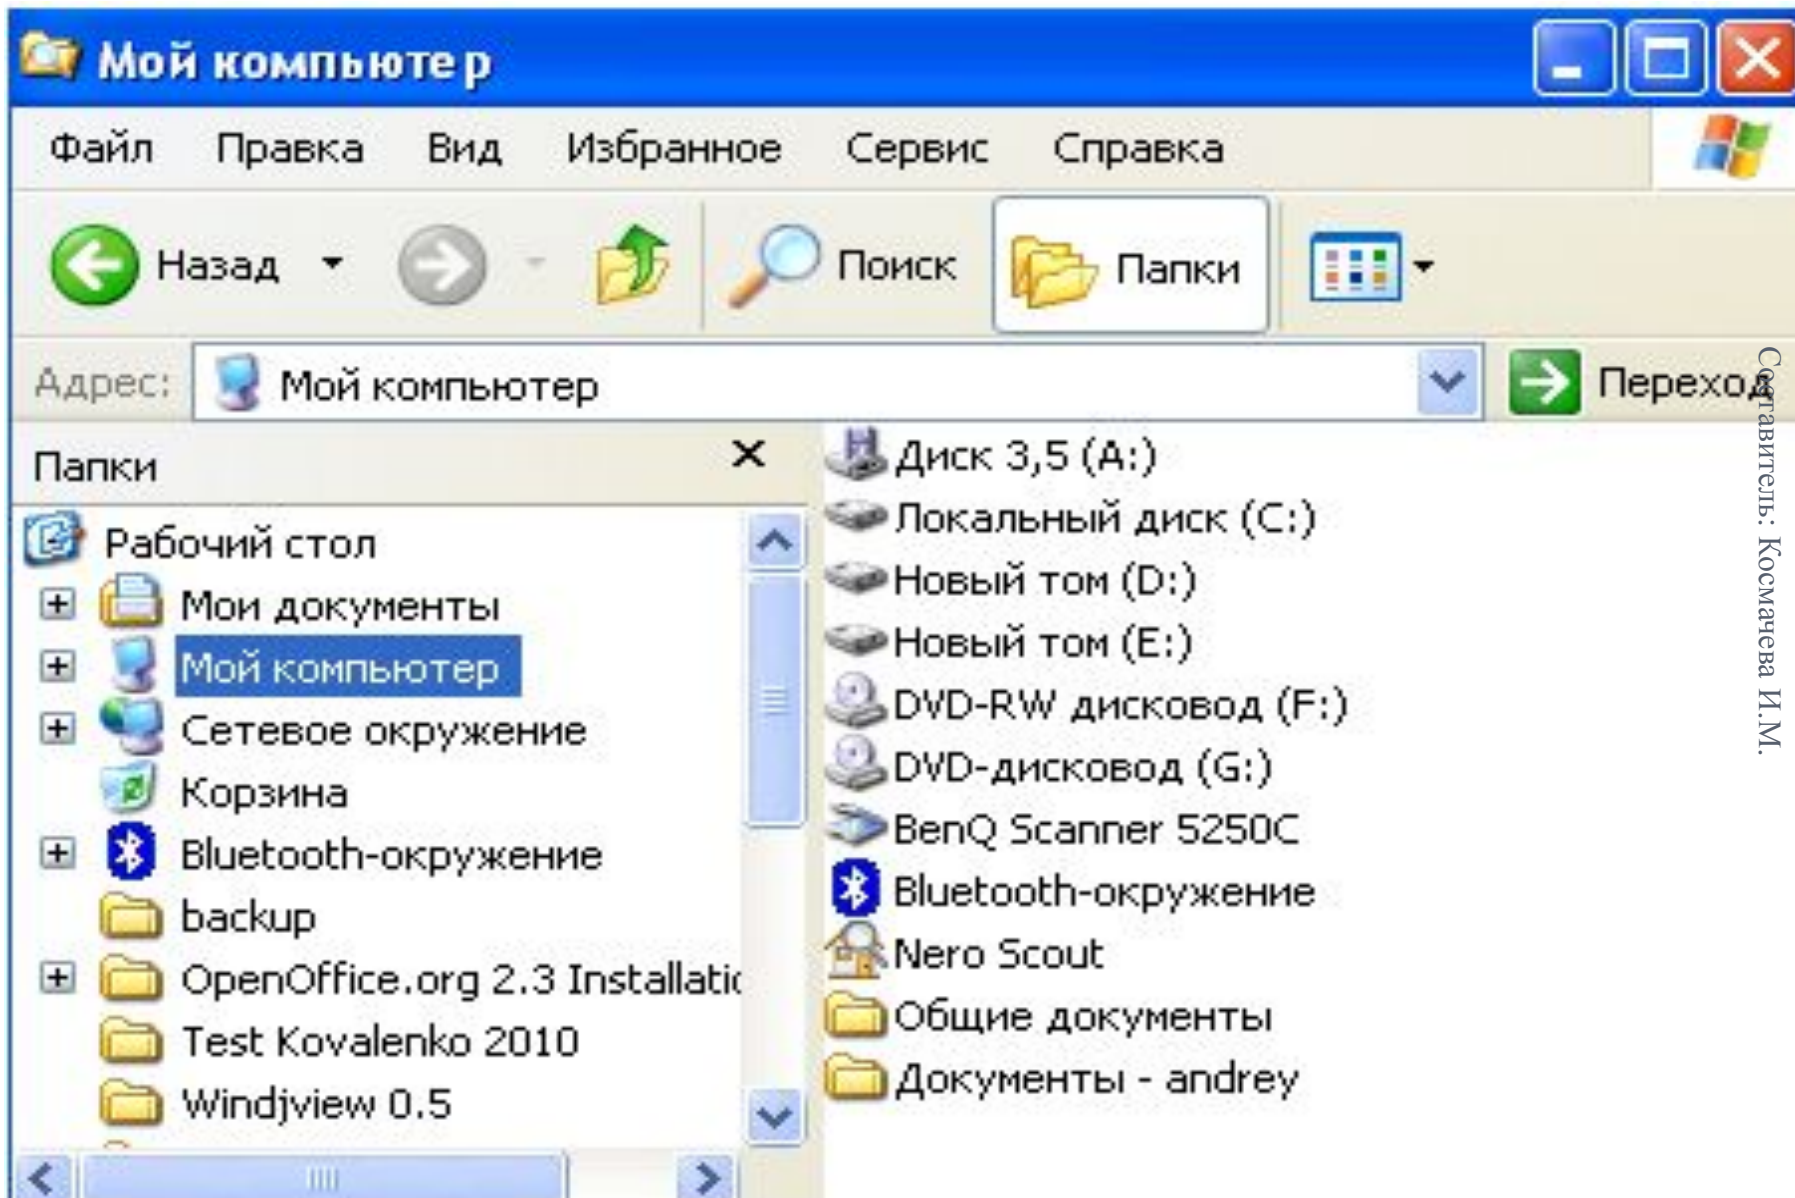 Мой компьютер
Файл Правка Вид Избранное Сервис Справка
Назад Поиск Папки
Адрес: Мой компьютер Переход
Папки
Рабочий стол
Мои документы
Мой компьютер
Сетевое окружение
Корзина
Bluetooth-окружение
backup
OpenOffice.org 2.3 Installatic
Test Kovalenko 2010
Windjview 0.5
Диск 3,5 (A:)
Локальный диск (C:)
Новый том (D:)
Новый том (E:)
DVD-RW дисковод (F:)
DVD-дисковод (G:)
BenQ Scanner 5250C
Bluetooth-окружение
Nero Scout
Общие документы
Документы - andrey
Составитель: Космачева И.М.